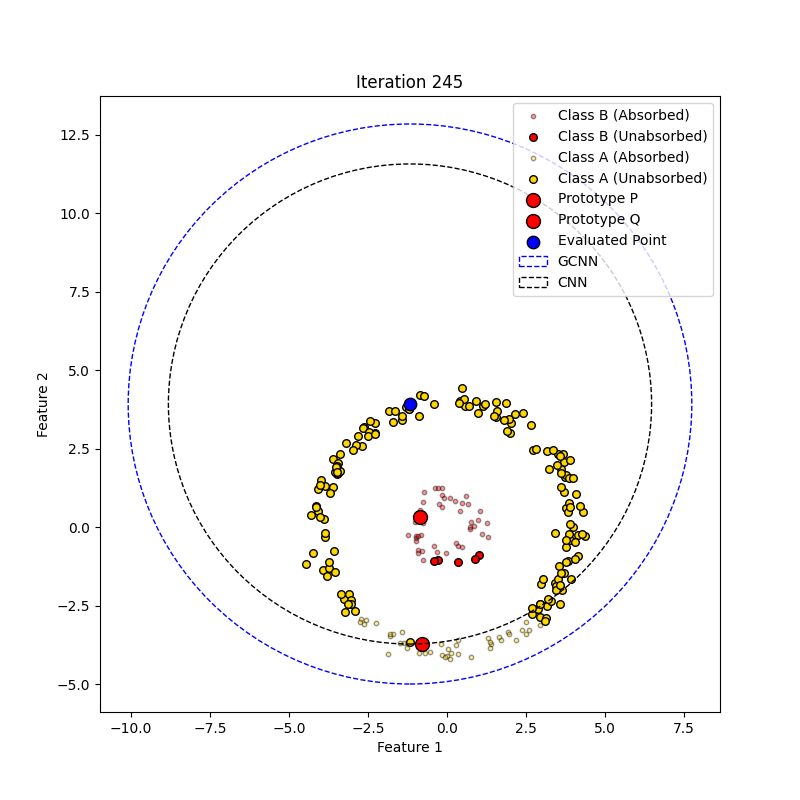 Iteration 245
Class B (Absorbed)
Class B (Unabsorbed)
Class A (Absorbed)
Class A (Unabsorbed)
Prototype P
Prototype Q
Evaluated Point
GCNN
CNN
12.5
10.0
7.5
5.0
2.5
0.0
−2.5
−5.0
Feature 2
−10.0 −7.5 −5.0 −2.5 0.0 2.5 5.0 7.5
Feature 1